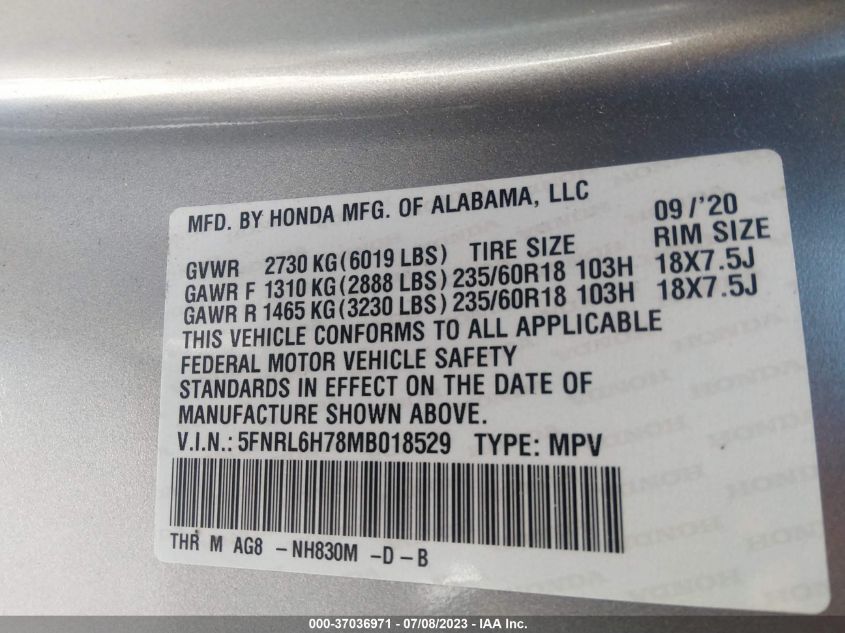 MFD. BY HONDA MFG. OF ALABAMA, LLC 09/'20
GVWR 2730 KG(6019 LBS) TIRE SIZE RIM SIZE
GAWR F 1310 KG(2888 LBS) 235/60R18 103H 18X7.5J
GAWR R 1465 KG(3230 LBS) 235/60R18 103H 18X7.5J
THIS VEHICLE CONFORMS TO ALL APPLICABLE
FEDERAL MOTOR VEHICLE SAFETY
STANDARDS IN EFFECT ON THE DATE OF
MANUFACTURE SHOWN ABOVE.
V.I.N.: 5FNRL6H78MB018529 TYPE: MPV
THR M AG8 -NH830M -D-B
000-37036971 - 07/08/2023 - IAA Inc.